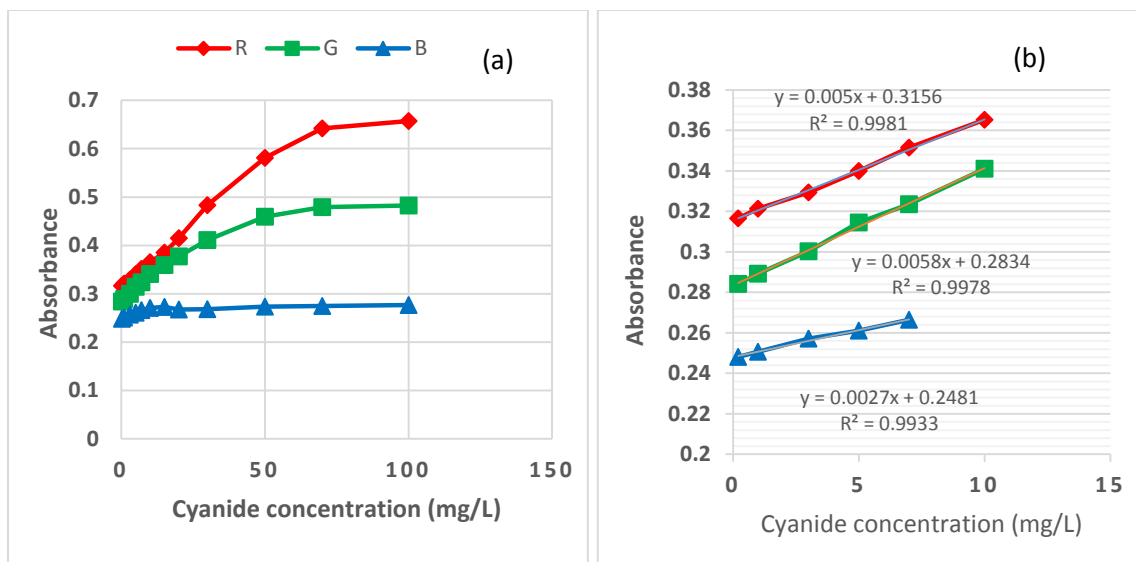 R G B
(a)
0.7
0.6
0.5
0.4
0.3
0.2
0.1
0
Absorbance
0 50 100 150
Cyanide concentration (mg/L)
(b)
0.38
0.36
0.34
0.32
0.3
0.28
0.26
0.24
0.22
0.2
Absorbance
y = 0.005x + 0.3156
R² = 0.9981
y = 0.0058x + 0.2834
R² = 0.9978
y = 0.0027x + 0.2481
R² = 0.9933
0 5 10 15
Cyanide concentration (mg/L)